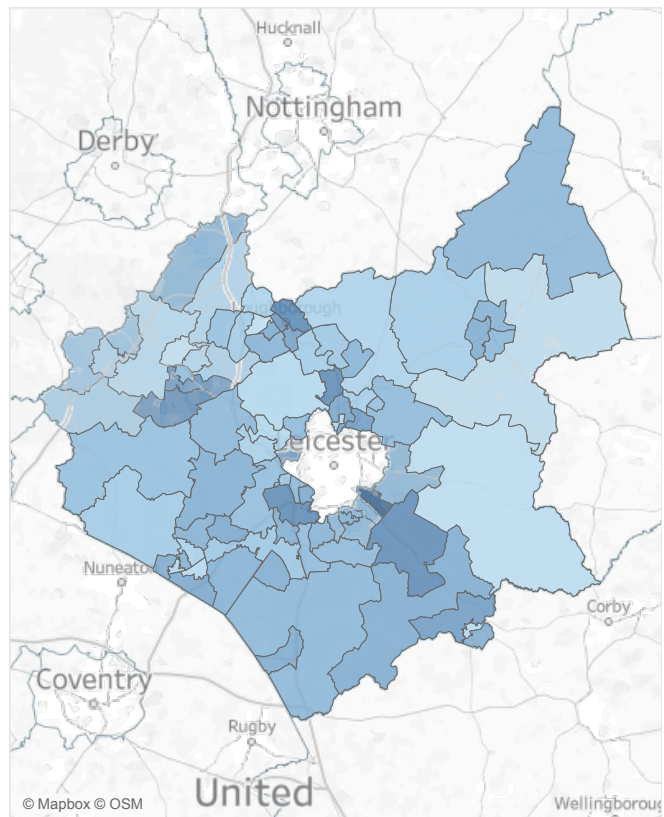 Hucknall
Nottingham
Derby
eiceste
Nuneato
Corby
Coventry
Rugby
United
© Mapbox © OSM
Wellingboroug